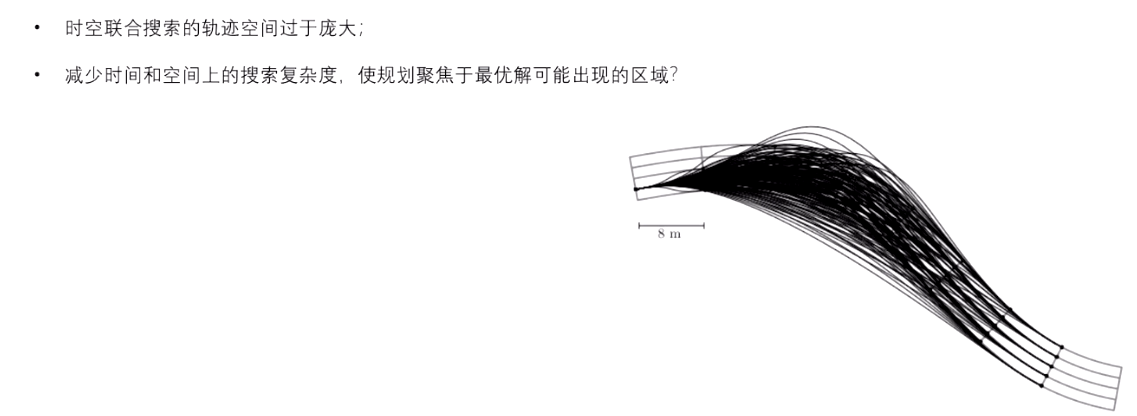 • 时空联合搜索的轨迹空间过于庞大；
• 减少时间和空间上的搜索复杂度，使规划聚焦于最优解可能出现的区域？
8 m